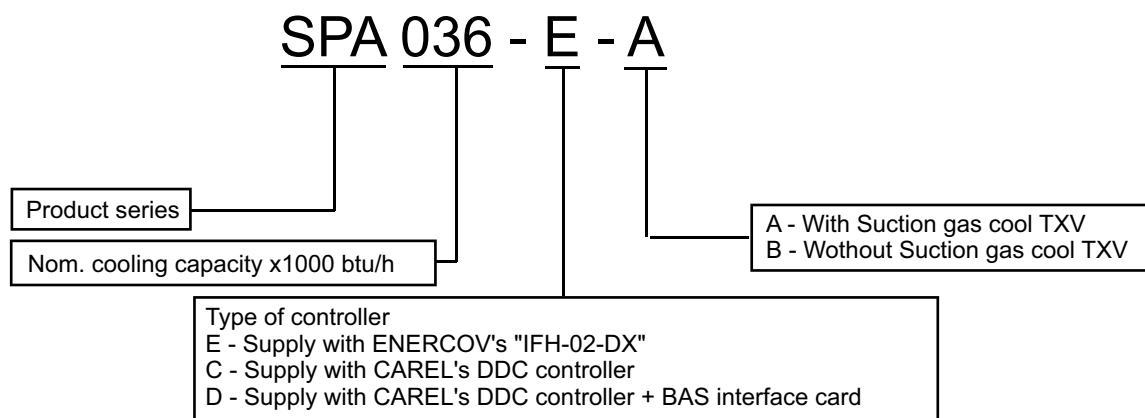 SPA 036 - E - A
Product series
Nom. cooling capacity x1000 btu/h
A - With Suction gas cool TXV
B - Wothout Suction gas cool TXV
Type of controller
E - Supply with ENERCOV's "IFH-02-DX"
C - Supply with CAREL's DDC controller
D - Supply with CAREL's DDC controller + BAS interface card